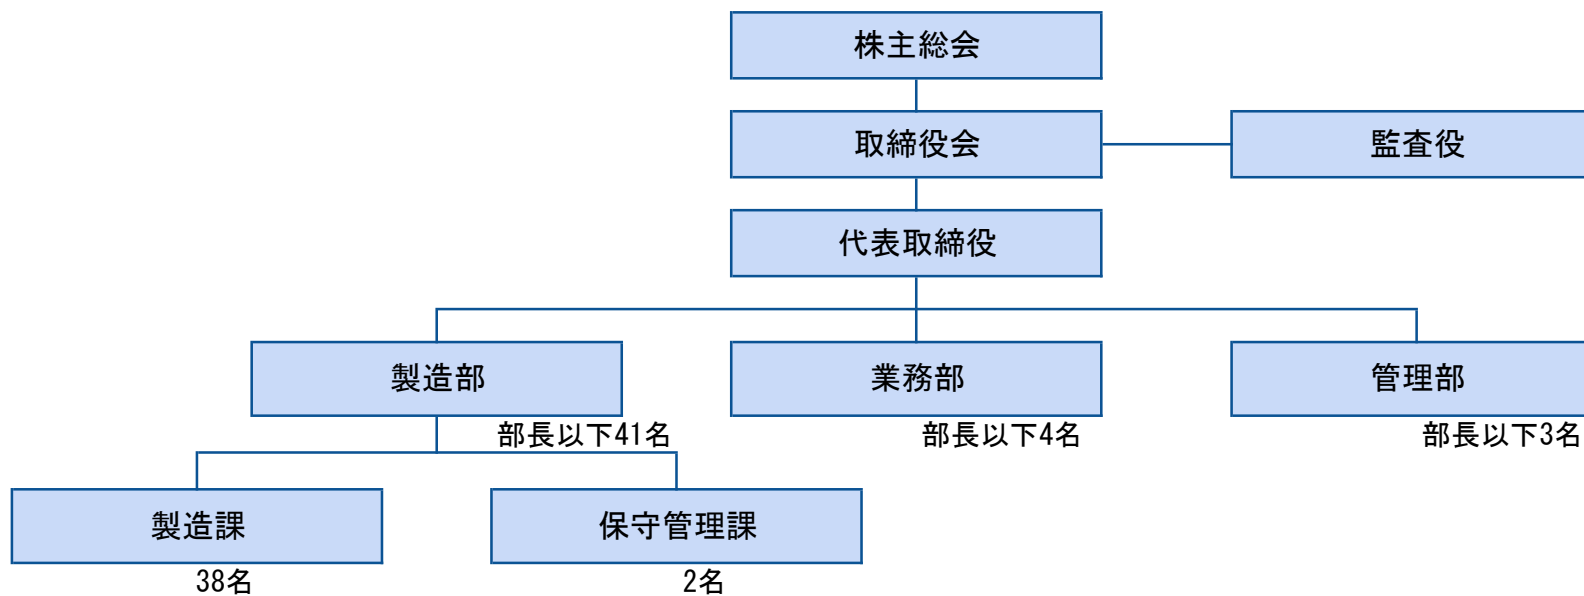 株主総会
取締役会
監査役
代表取締役
製造部
業務部
管理部
部長以下41名
部長以下4名
部長以下3名
製造課
保守管理課
38名
2名